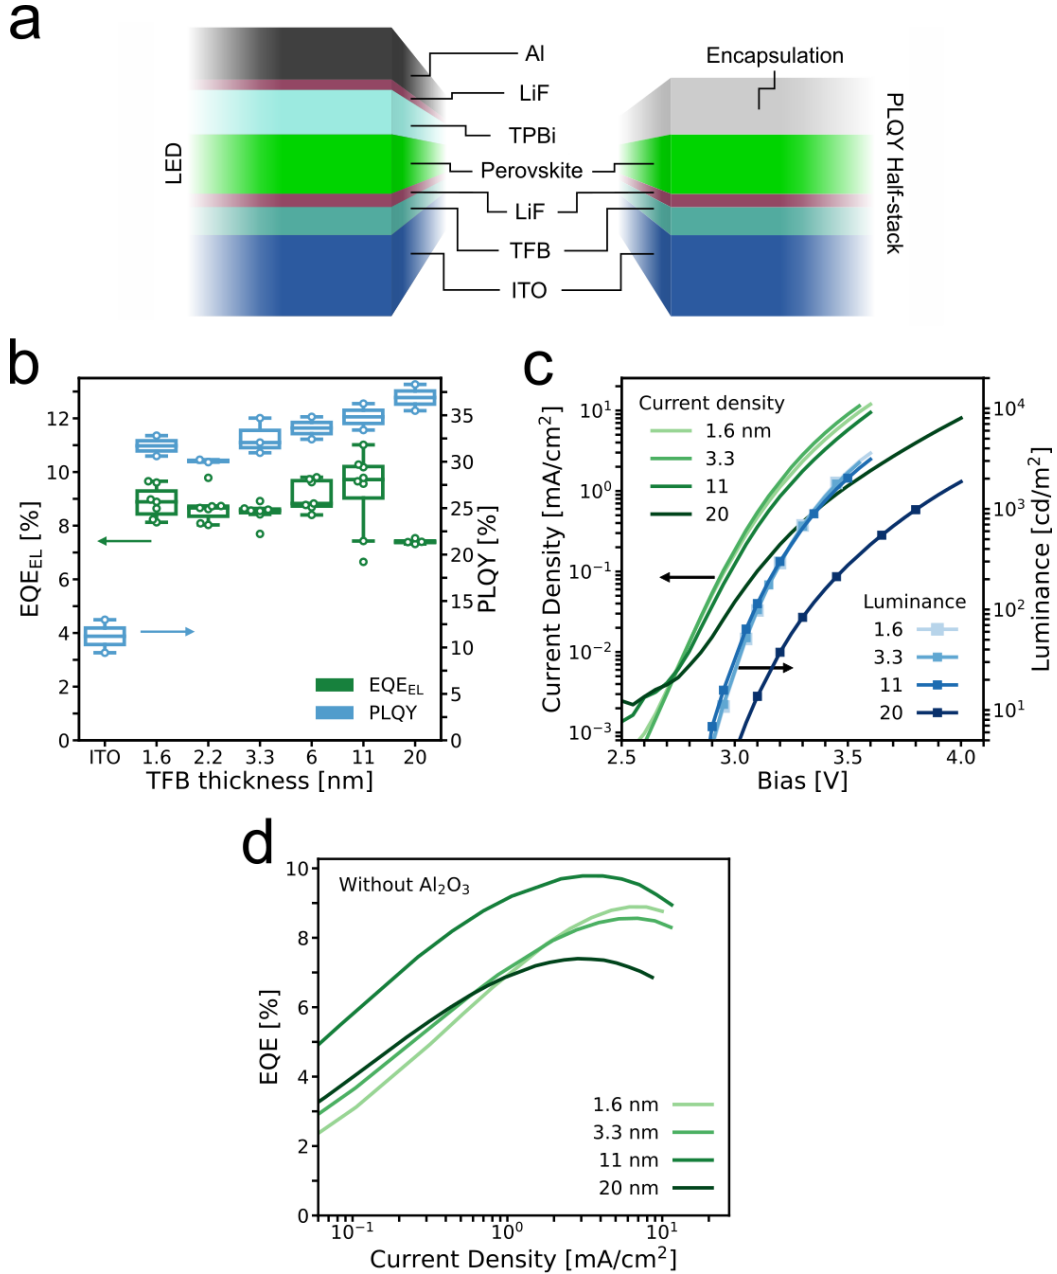 a
LED
Al
LiF
TPBi
Perovskite
LiF
TFB
ITO
Encapsulation
PLQY Half-stack
b
EQE_EL [%]
12
10
8
6
4
2
0
35
30
25
20
15
10
5
0
PLQY [%]
EQE_EL
PLQY
ITO 1.6 2.2 3.3 6 11 20
TFB thickness [nm]
c
Current Density [mA/cm²]
10¹
10⁰
10⁻¹
10⁻²
10⁻³
Current density
1.6 nm
3.3
11
20
Luminance
1.6
3.3
11
20
10⁴
10³
10²
10¹
Luminance [cd/m²]
2.5 3.0 3.5 4.0
Bias [V]
d
EQE [%]
10
8
6
4
2
0
Without Al₂O₃
1.6 nm
3.3 nm
11 nm
20 nm
10⁻¹ 10⁰ 10¹
Current Density [mA/cm²]